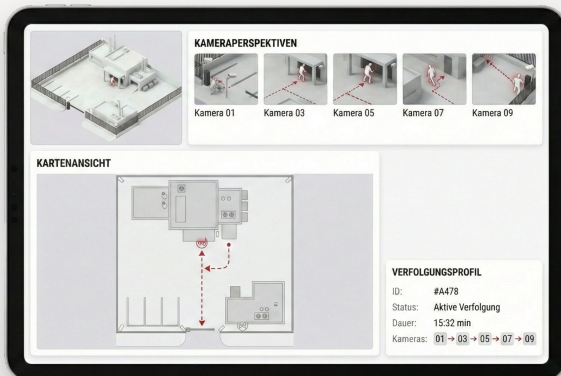 KAMERAPERSPEKTIVEN
Kamera 01
Kamera 03
Kamera 05
Kamera 07
Kamera 09
KARTENANSICHT
VERFOLGUNGSPROFIL
ID: #A478
Status: Aktive Verfolgung
Dauer: 15:32 min
Kameras: 01 → 03 → 05 → 07 → 09